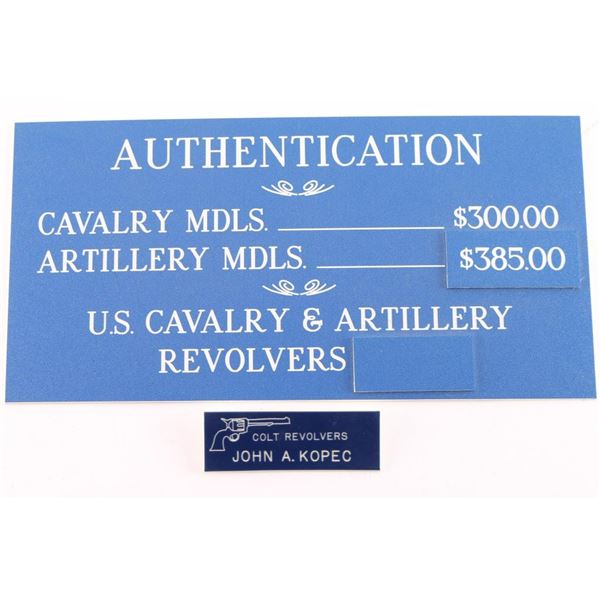 AUTHENTICATION
CAVALRY MDLS. $300.00
ARTILLERY MDLS. $385.00
U.S. CAVALRY & ARTILLERY
REVOLVERS
COLT REVOLVERS
JOHN A. KOPEC